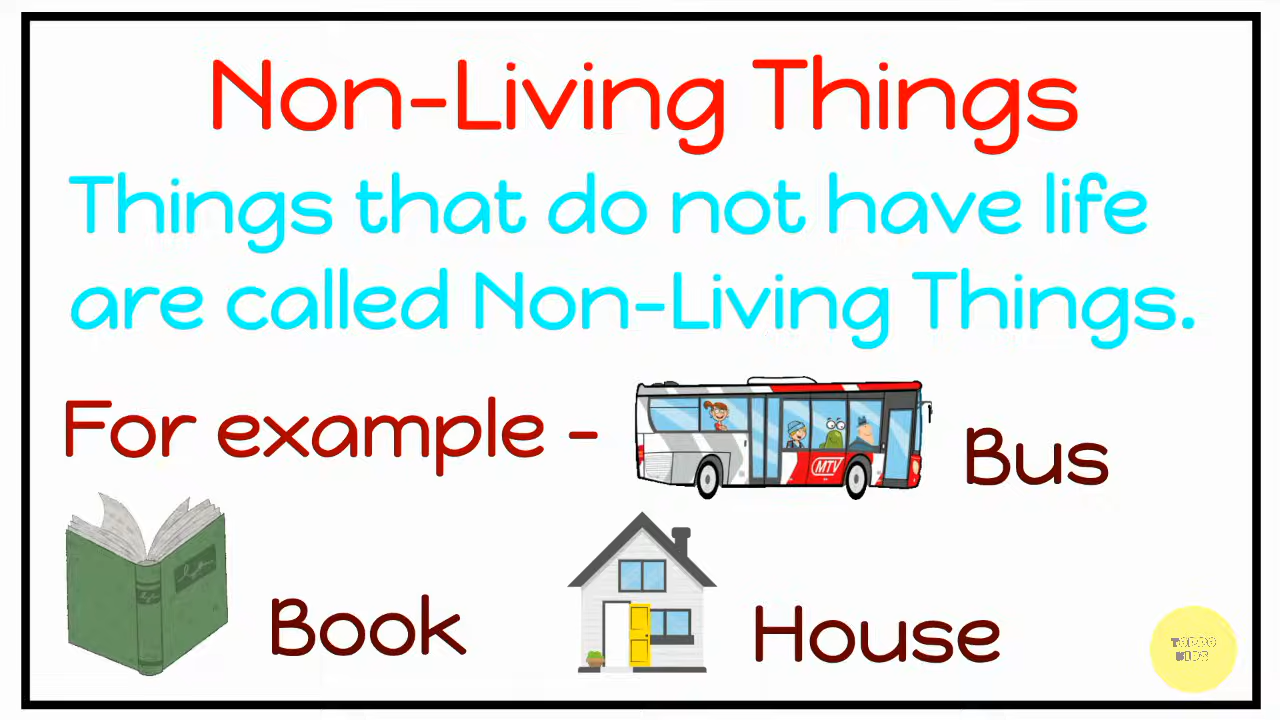 Non-Living Things
Things that do not have life
are called Non-Living Things.
For example -
MTV
Bus
Book
House